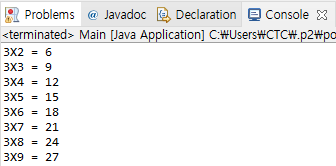 Problems @ Javadoc Declaration Console
<terminated> Main [Java Application] C:₩Users₩CTC₩.p2₩po
3X2 = 6
3X3 = 9
3X4 = 12
3X5 = 15
3X6 = 18
3X7 = 21
3X8 = 24
3X9 = 27